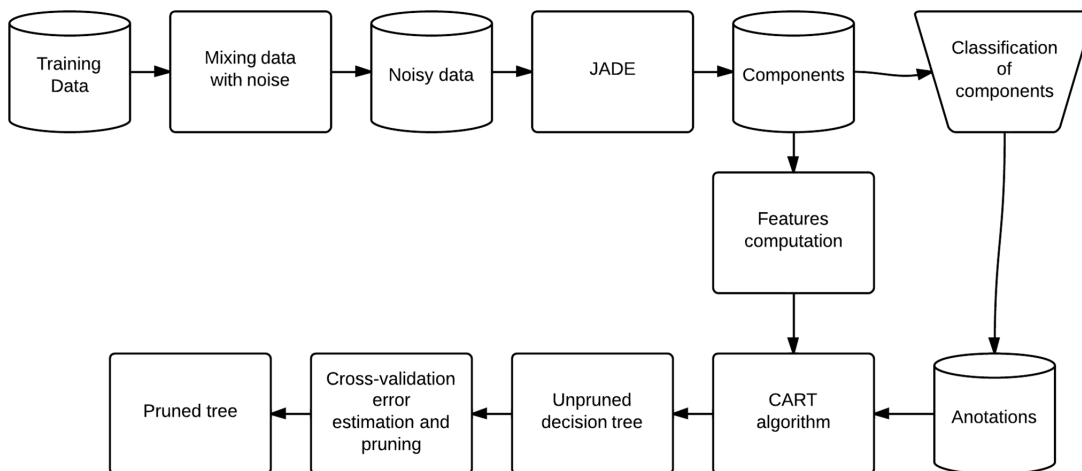 Training
Data
Mixing data
with noise
Noisy data
JADE
Components
Classification
of
components
Features
computation
Pruned tree
Cross-validation
error
estimation and
pruning
Unpruned
decision tree
CART
algorithm
Anotations